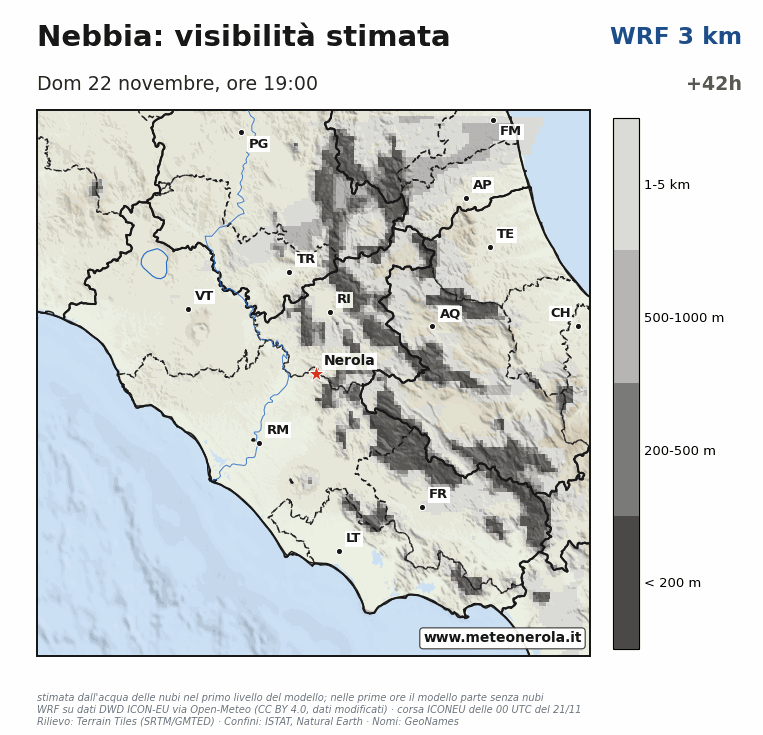 Nebbia: visibilità stimata
WRF 3 km
Dom 22 novembre, ore 19:00
+42h
FM
PG
AP
TE
TR
VT
RI
AQ
CH
Nerola
RM
FR
LT
www.meteonerola.it
1-5 km
500-1000 m
200-500 m
< 200 m
stimata dall'acqua delle nubi nel primo livello del modello; nelle prime ore il modello parte senza nubi
WRF su dati DWD ICON-EU via Open-Meteo (CC BY 4.0, dati modificati) · corsa ICONEU delle 00 UTC del 21/11
Rilievo: Terrain Tiles (SRTM/GMTED) · Confini: ISTAT, Natural Earth · Nomi: GeoNames